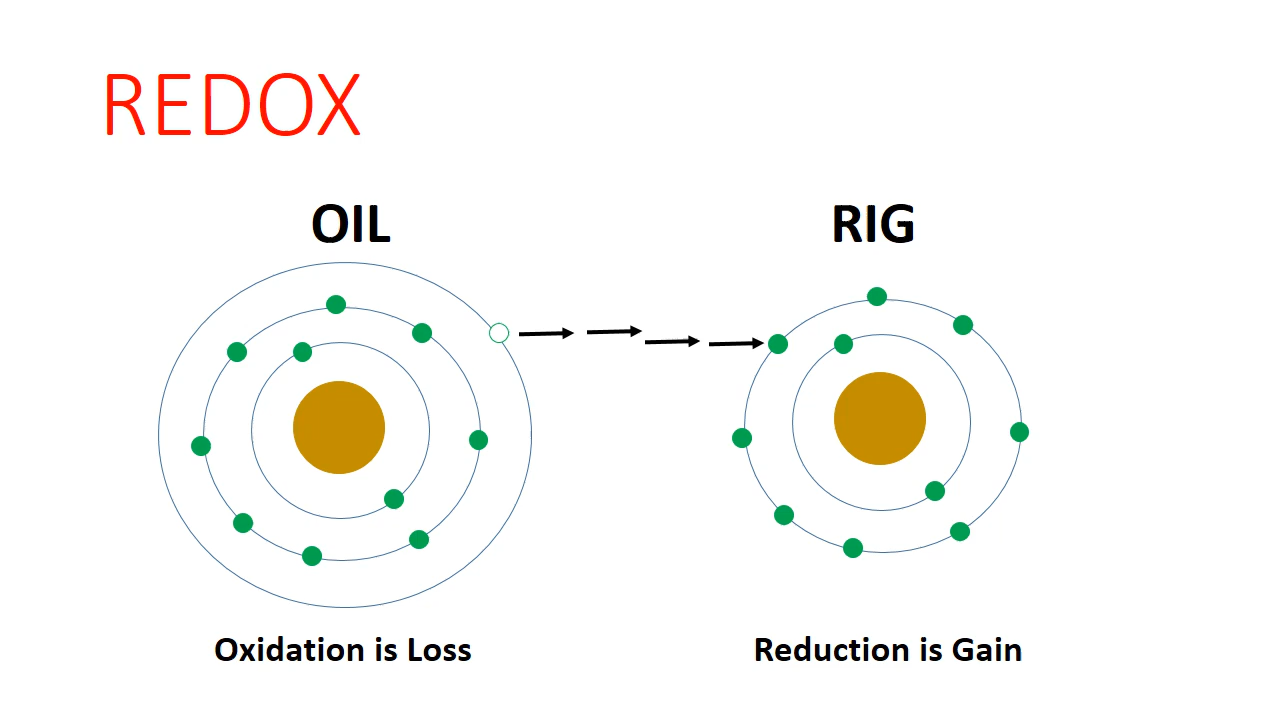 REDOX
OIL
RIG
Oxidation is Loss
Reduction is Gain